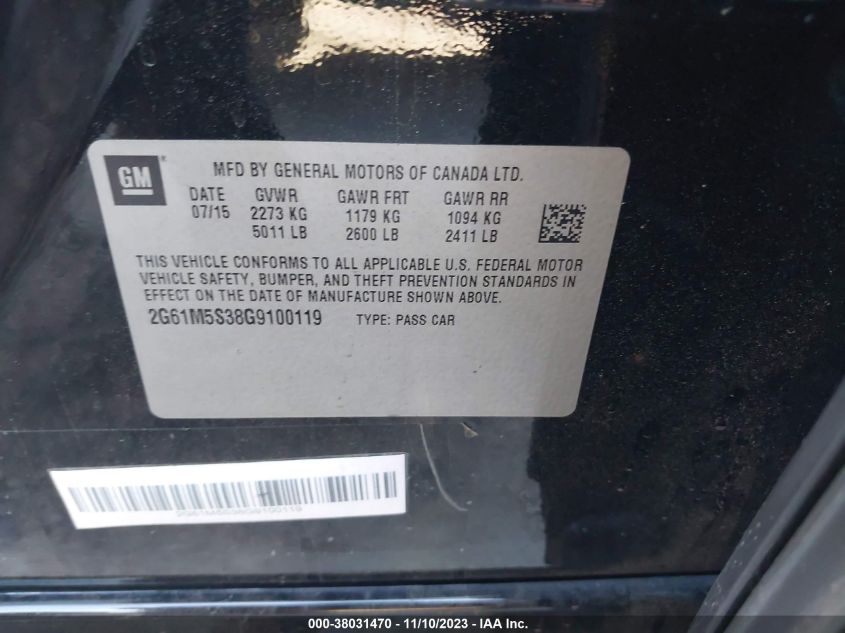 GM
MFD BY GENERAL MOTORS OF CANADA LTD.
DATE GVWR GAWR FRT GAWR RR
07/15 2273 KG 1179 KG 1094 KG
5011 LB 2600 LB 2411 LB
THIS VEHICLE CONFORMS TO ALL APPLICABLE U.S. FEDERAL MOTOR
VEHICLE SAFETY, BUMPER, AND THEFT PREVENTION STANDARDS IN
EFFECT ON THE DATE OF MANUFACTURE SHOWN ABOVE.
2G61M5S38G9100119 TYPE: PASS CAR
2G61M5S38G9100119
000-38031470 — 11/10/2023 — IAA Inc.